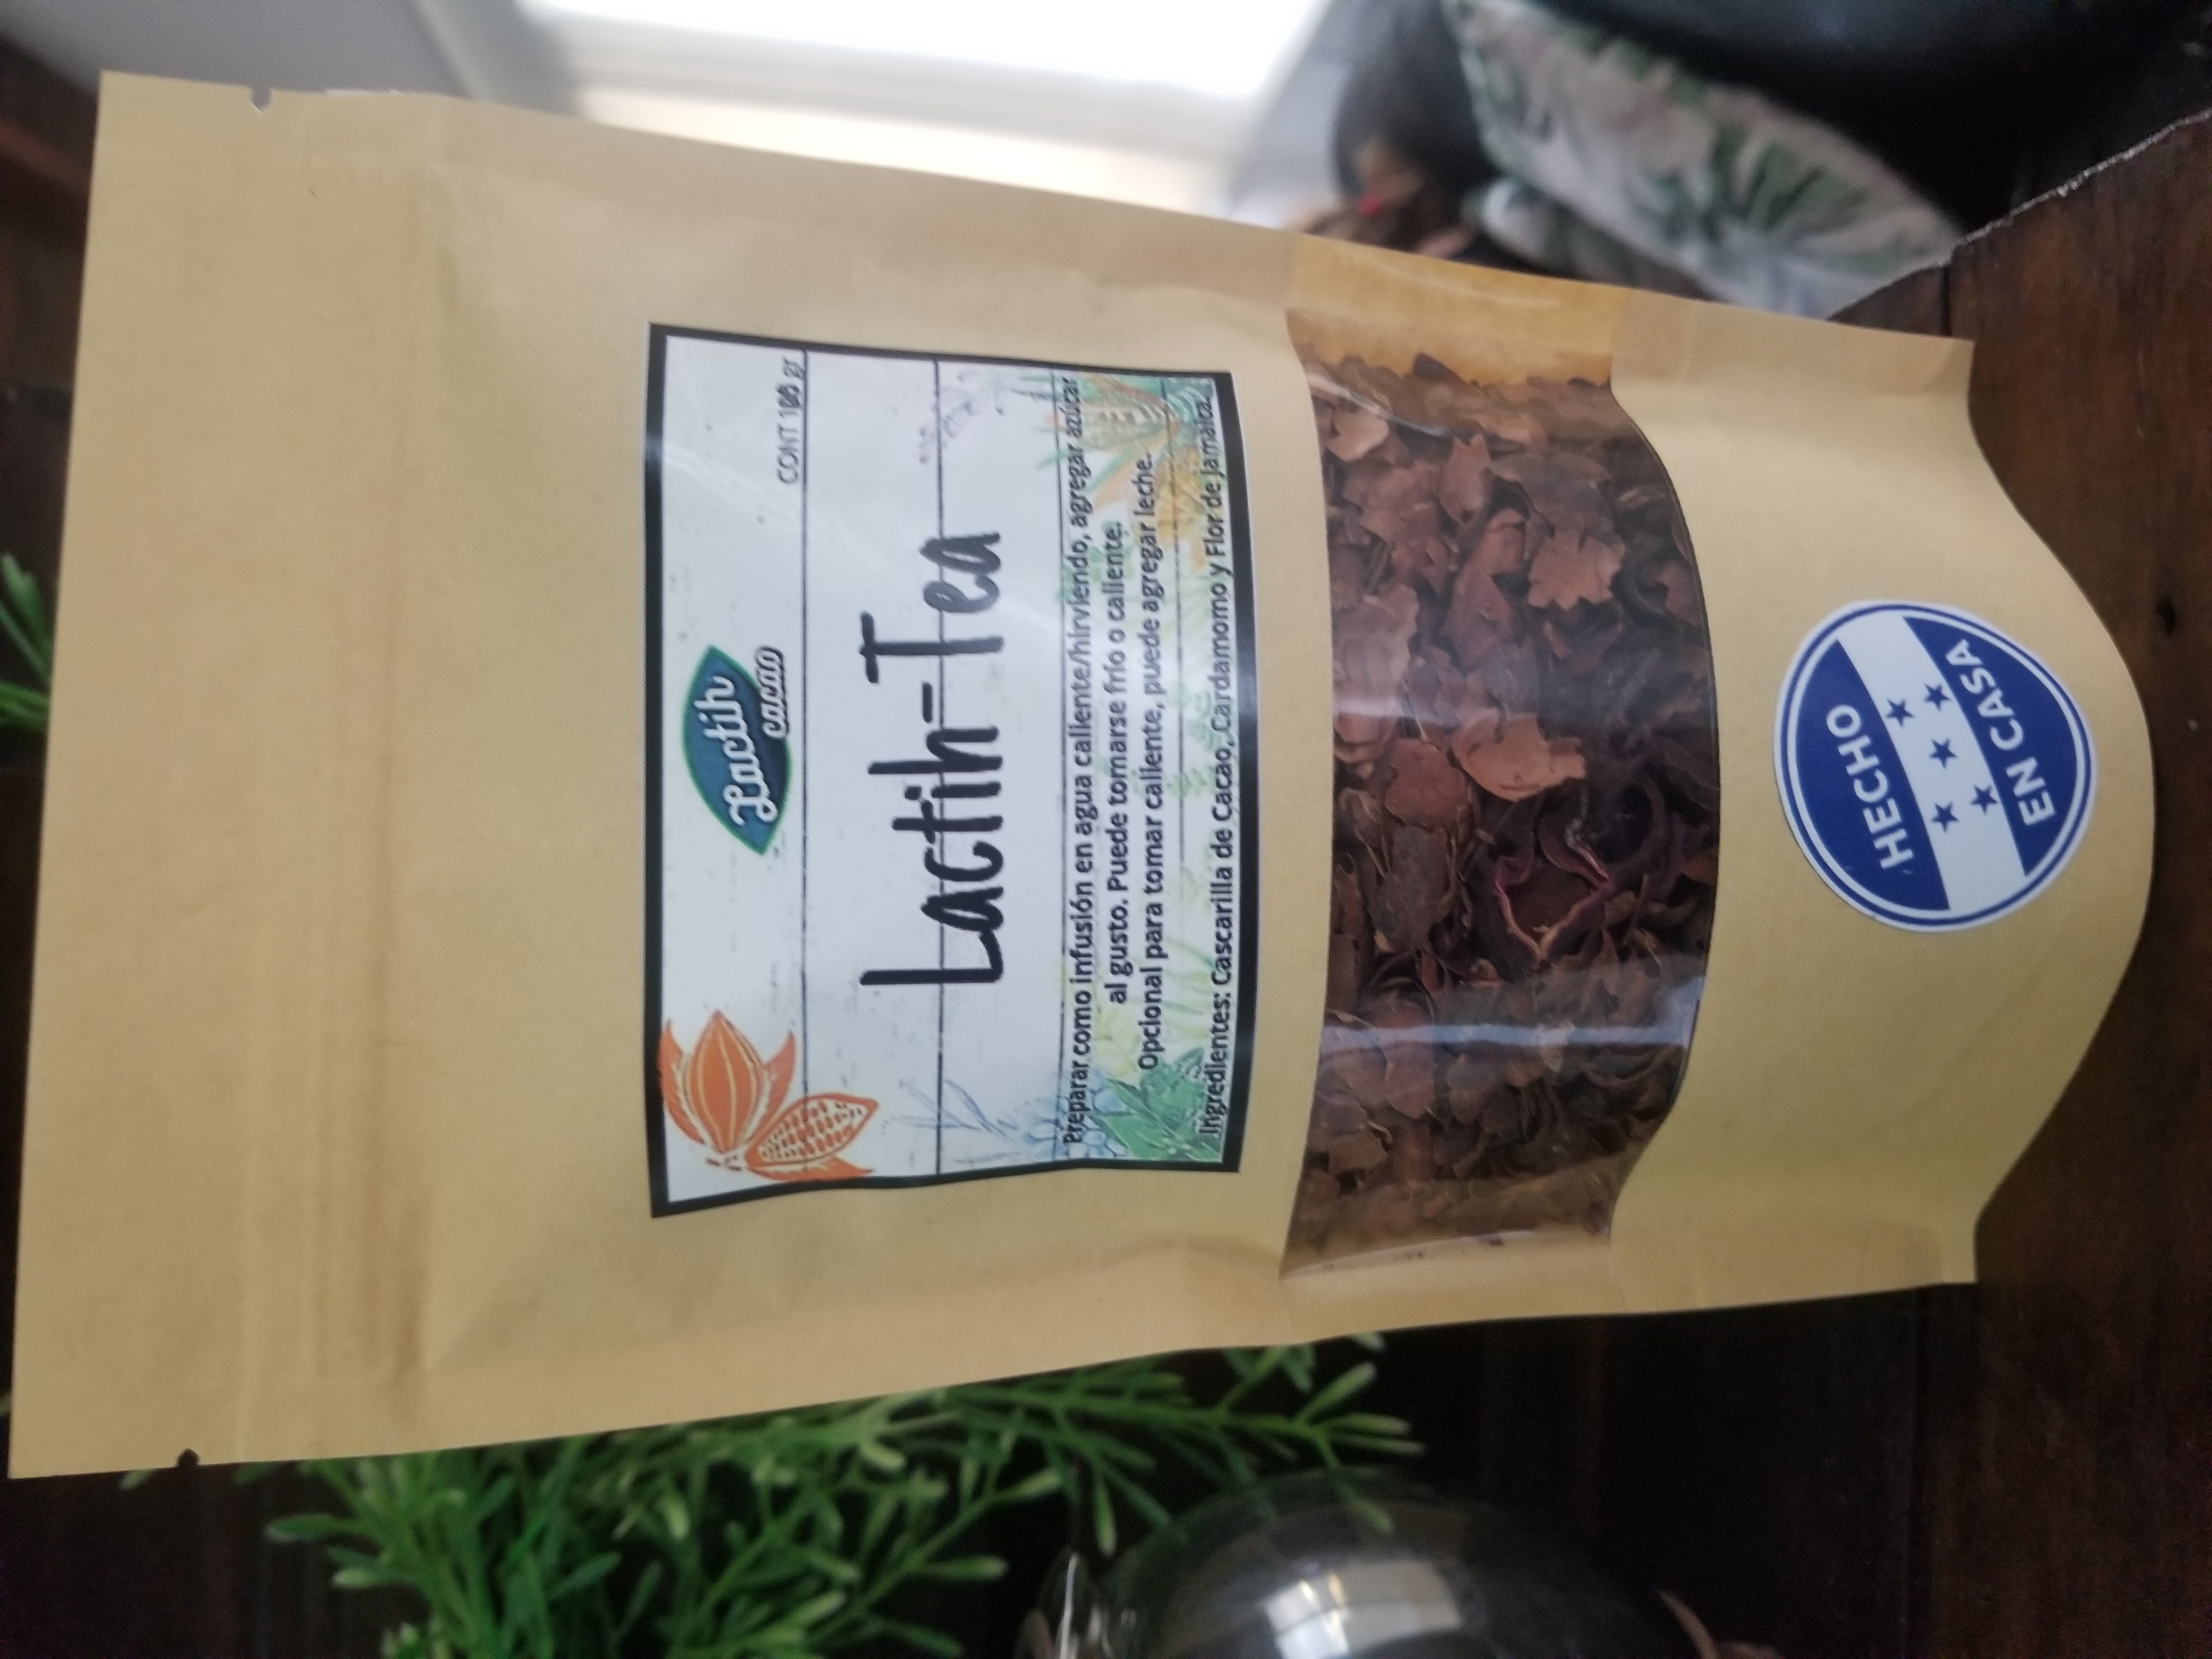 Lactih
cacao
CONT 100 gr
Lactih-Tea
Preparar como infusión en agua caliente/hirviendo, agregar azúcar
al gusto. Puede tomarse frío o caliente.
Opcional para tomar caliente, puede agregar leche.
Ingredientes: Cascarilla de Cacao, Cardamomo y Flor de Jamaica.
HECHO
EN CASA